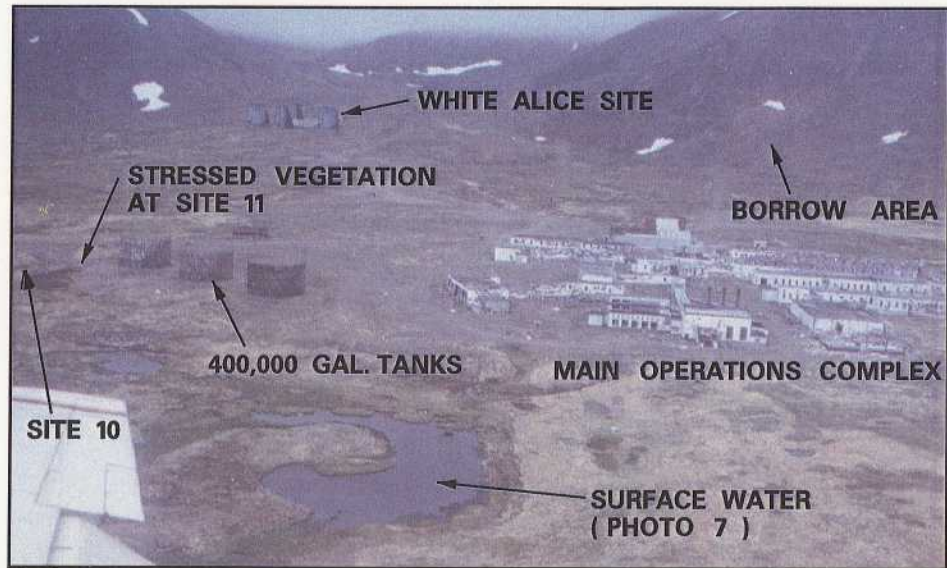 WHITE ALICE SITE
STRESSED VEGETATION
AT SITE 11
BORROW AREA
400,000 GAL. TANKS
MAIN OPERATIONS COMPLEX
SITE 10
SURFACE WATER
( PHOTO 7 )